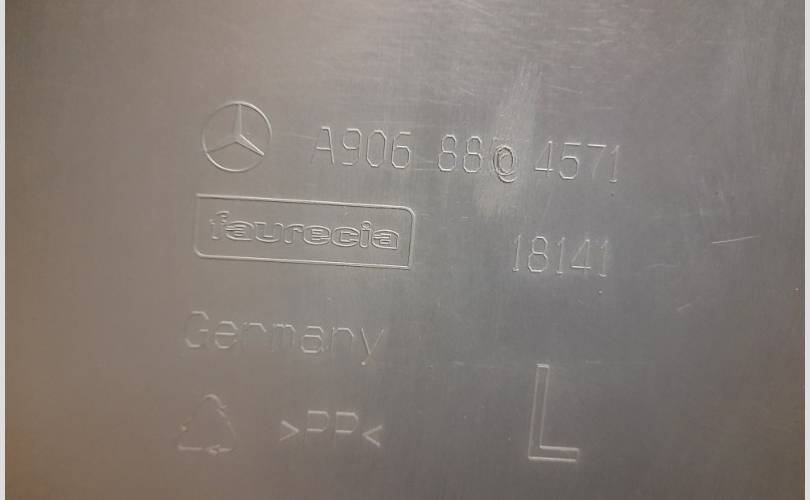 A906 880 4571
faurecia
18141
Germany
>PP<
L